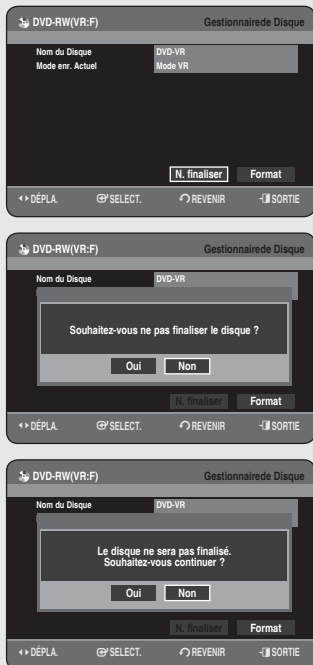 DVD-RW(VR:F) Gestionnairede Disque
Nom du Disque DVD-VR
Mode enr. Actuel Mode VR
N. finaliser Format
DÉPLA. SELECT. REVENIR SORTIE
DVD-RW(VR:F) Gestionnairede Disque
Nom du Disque DVD-VR
Souhaitez-vous ne pas finaliser le disque ?
Oui Non
N. finaliser Format
DÉPLA. SELECT. REVENIR SORTIE
DVD-RW(VR:F) Gestionnairede Disque
Nom du Disque DVD-VR
Le disque ne sera pas finalisé.
Souhaitez-vous continuer ?
Oui Non
N. finaliser Format
DÉPLA. SELECT. REVENIR SORTIE